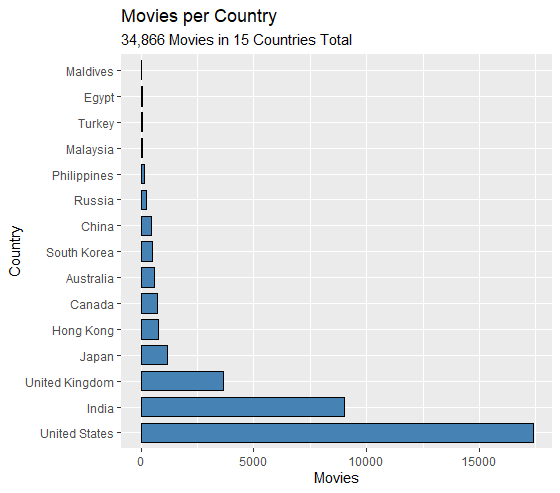 Movies per Country
34,866 Movies in 15 Countries Total
Country
Maldives
Egypt
Turkey
Malaysia
Philippines
Russia
China
South Korea
Australia
Canada
Hong Kong
Japan
United Kingdom
India
United States
0 5000 10000 15000
Movies